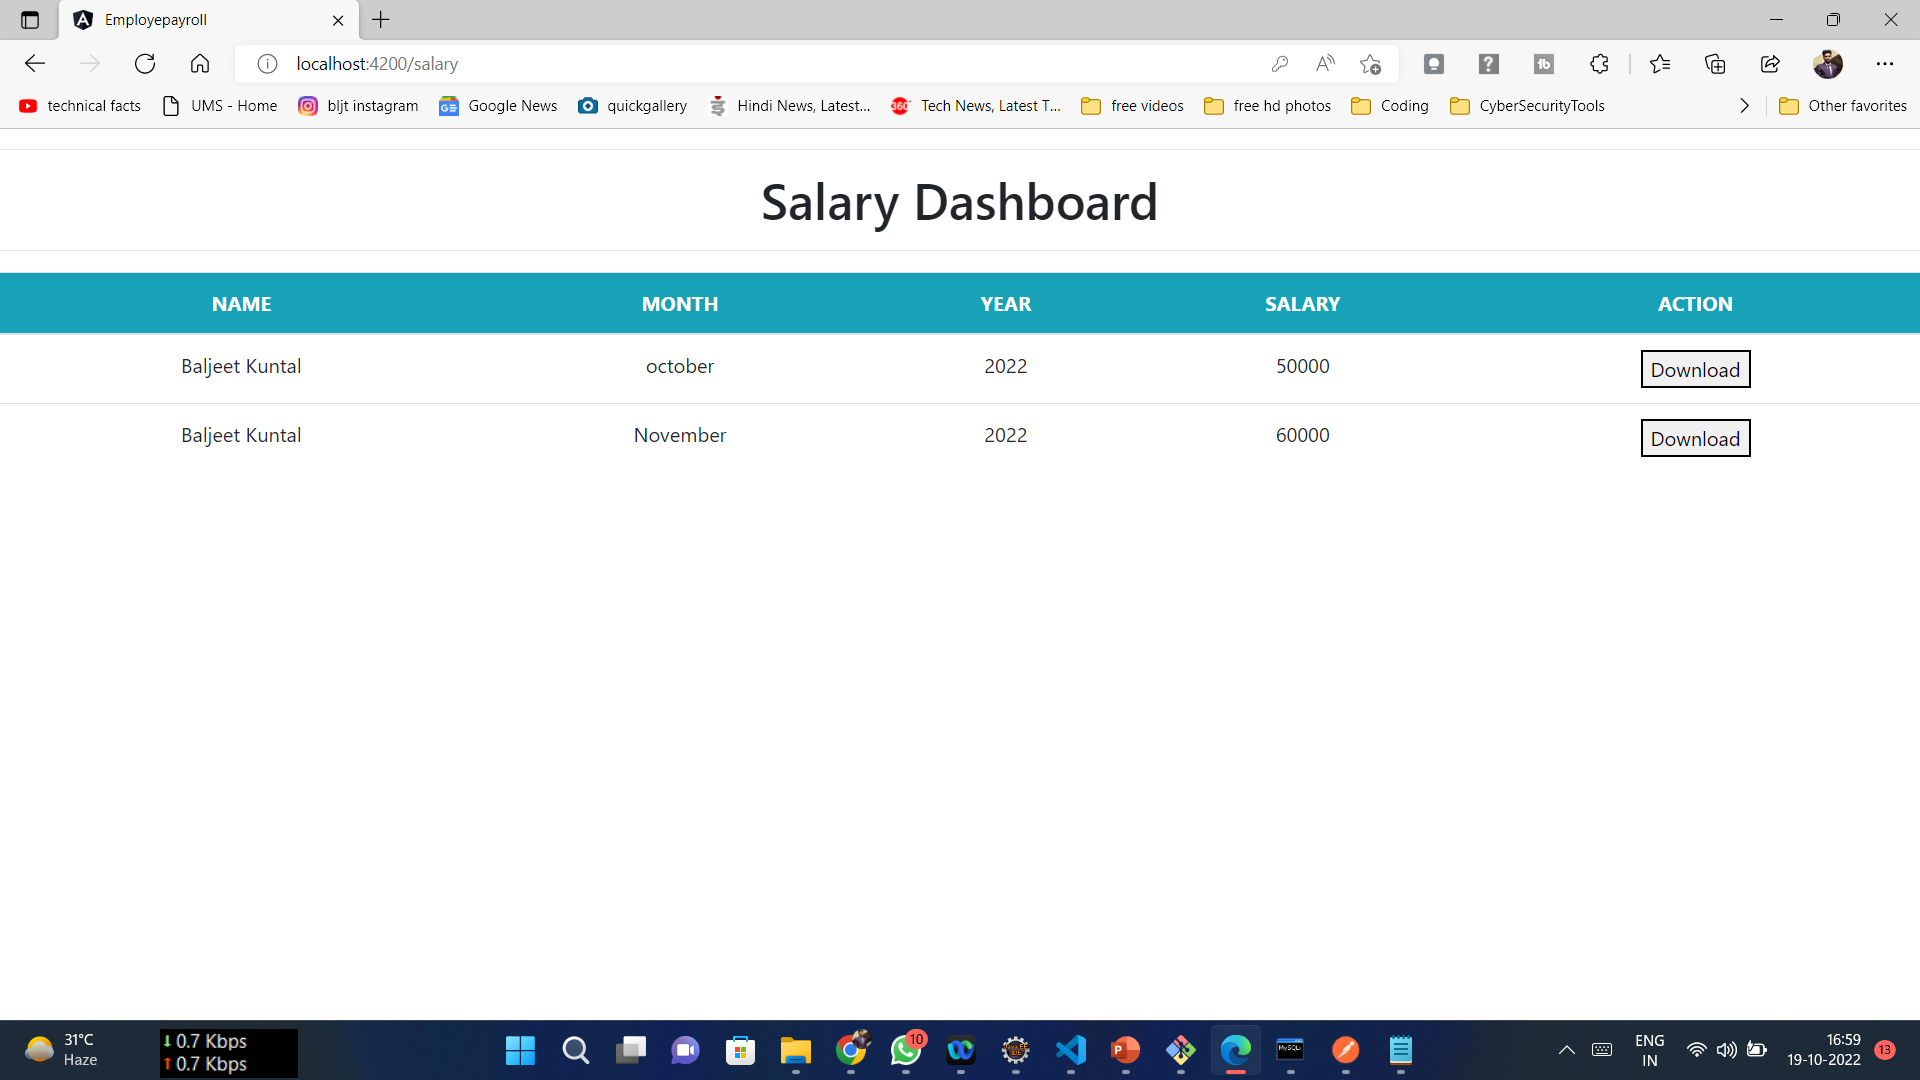 Employepayroll
localhost:4200/salary
technical facts UMS - Home bljt instagram Google News quickgallery Hindi News, Latest... Tech News, Latest T... free videos free hd photos Coding CyberSecurityTools Other favorites
Salary Dashboard
NAME MONTH YEAR SALARY ACTION
Baljeet Kuntal october 2022 50000 Download
Baljeet Kuntal November 2022 60000 Download
31°C
Haze
↓ 0.7 Kbps
↑ 0.7 Kbps
10
ENG
IN
16:59
19-10-2022
13